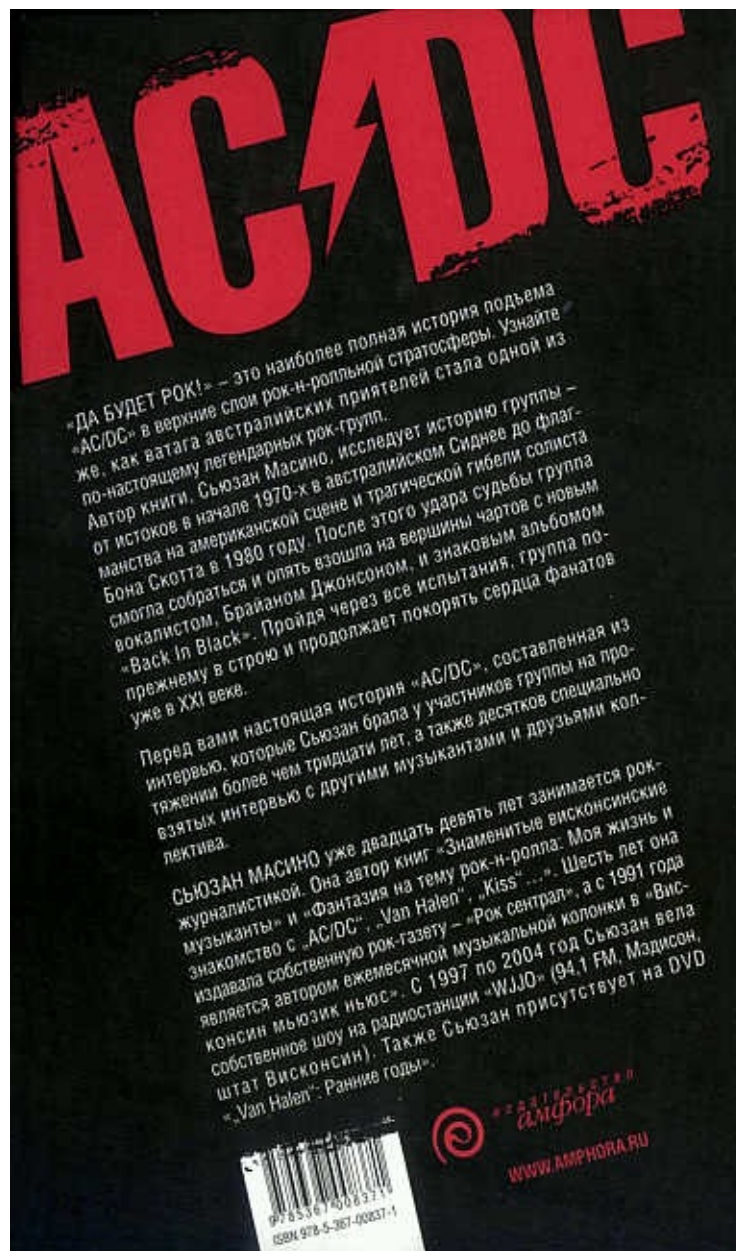 AC/DC
«ДА БУДЕТ РОК!» – это наиболее полная история подъема
«AC/DC» в верхние слои рок-н-ролльной стратосферы. Узнайте
же, как ватага австралийских приятелей стала одной из
по-настоящему легендарных рок-групп.
Автор книги, Сьюзан Масино, исследует историю группы –
от истоков в начале 1970-х в австралийском Сиднее до флаг-
манства на американской сцене и трагической гибели солиста
Бона Скотта в 1980 году. После этого удара судьбы группа
смогла собраться и опять взошла на вершины чартов с новым
вокалистом, Брайаном Джонсоном, и знаковым альбомом
«Back In Black». Пройдя через все испытания, группа по-
прежнему в строю и продолжает покорять сердца фанатов
уже в XXI веке.
Перед вами настоящая история «AC/DC», составленная из
интервью, которые Сьюзан брала у участников группы на про-
тяжении более чем тридцати лет, а также десятков специально
взятых интервью с другими музыкантами и друзьями кол-
лектива.
СЬЮЗАН МАСИНО уже двадцать девять лет занимается рок-
журналистикой. Она автор книг «Знаменитые висконсинские
музыканты» и «Фантазия на тему рок-н-ролла: Моя жизнь и
знакомство с „AC/DC“, „Van Halen“, „Kiss“...». Шесть лет она
издавала собственную рок-газету – «Рок сентрал», а с 1991 года
является автором ежемесячной музыкальной колонки в «Вис-
консин мьюзик ньюс». С 1997 по 2004 год Сьюзан вела
собственное шоу на радиостанции «WJJO» (94.1 FM, Мэдисон,
штат Висконсин). Также Сьюзан присутствует на DVD
«„Van Halen“: Ранние годы».
издательство
амфора
WWW.AMPHORA.RU
9 785367 008371
ISBN 978-5-367-00837-1